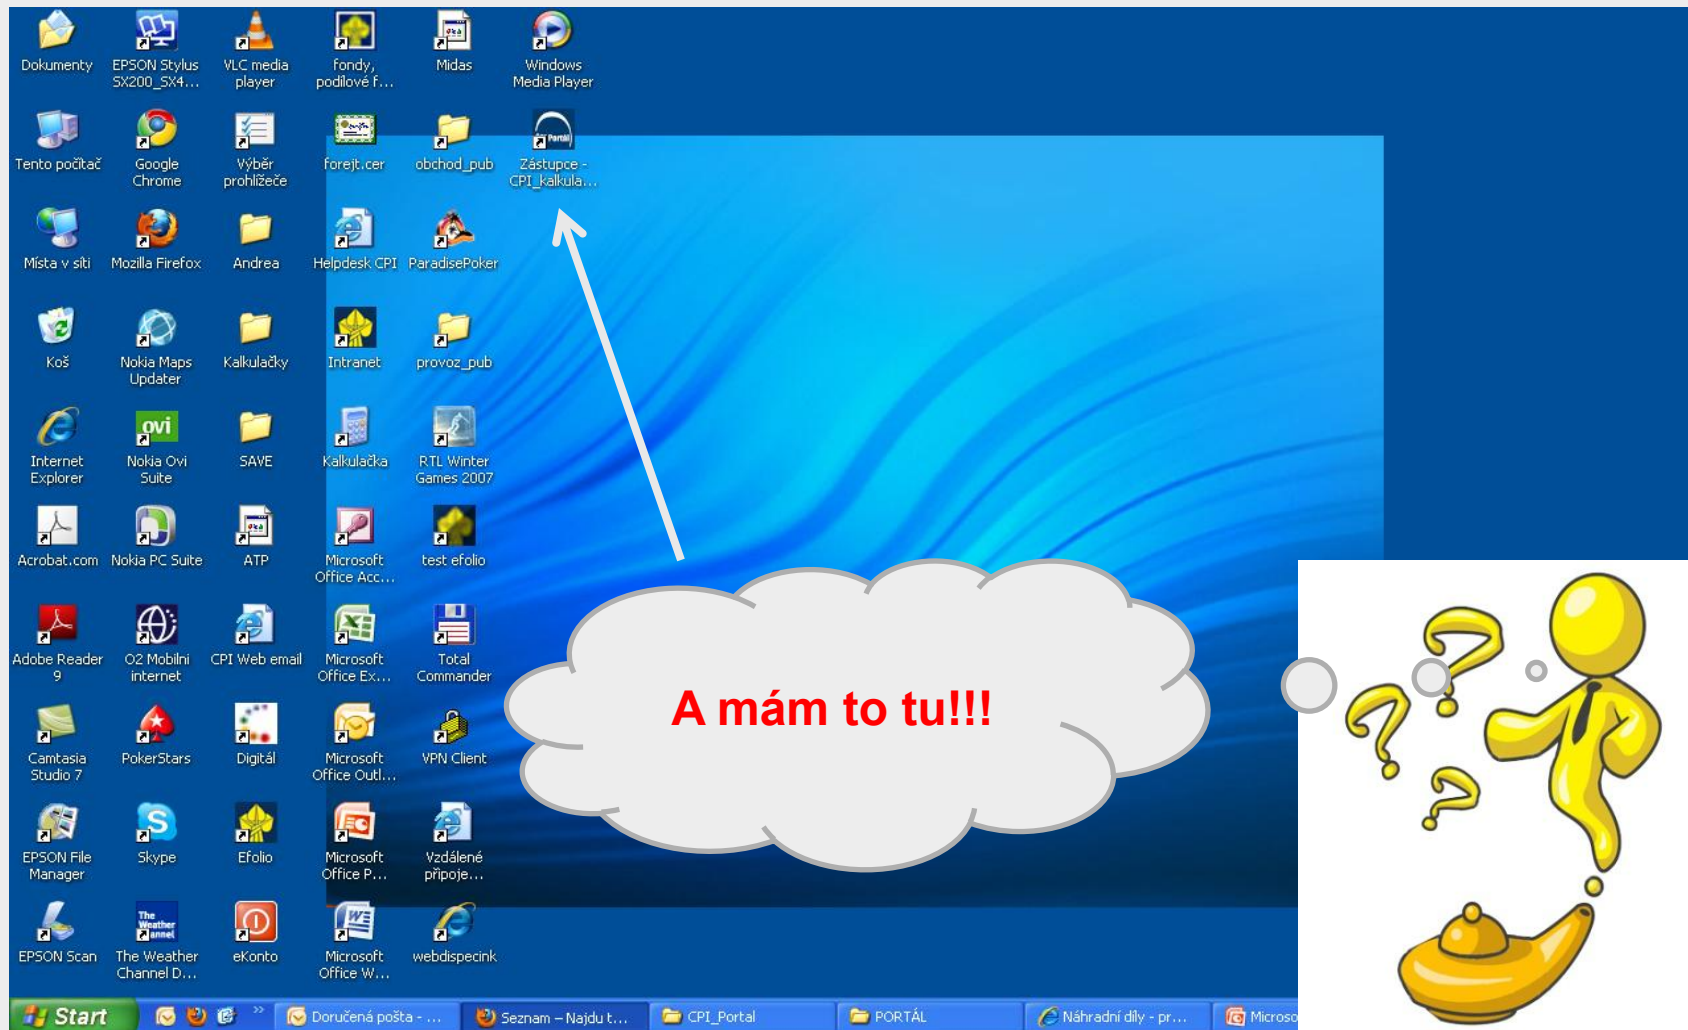 Dokumenty
EPSON Stylus
SX200_SX4...
VLC media
player
fondy,
podílové f...
Midas
Windows
Media Player
Tento počítač
Google
Chrome
Výběr
prohlížeče
forejt.cer
obchod_pub
Portál
Zástupce -
CPI_kalkula...
Místa v síti
Mozilla Firefox
Andrea
Helpdesk CPI
ParadisePoker
Koš
Nokia Maps
Updater
Kalkulačky
Intranet
provoz_pub
Internet
Explorer
ovi
Nokia Ovi
Suite
SAVE
Kalkulačka
RTL Winter
Games 2007
Acrobat.com
Nokia PC Suite
ATP
Microsoft
Office Acc...
test efolio
Adobe Reader
9
O2 Mobilni
internet
CPI Web email
Microsoft
Office Ex...
Total
Commander
A mám to tu!!!
Camtasia
Studio 7
PokerStars
Digitál
Microsoft
Office Outl...
VPN Client
EPSON File
Manager
Skype
Efolio
Microsoft
Office P...
Vzdálené
připoje...
EPSON Scan
The
Weather
Channel
The Weather
Channel D...
eKonto
Microsoft
Office W...
webdispecink
Start
Doručená pošta - ...
Seznam – Najdu t...
CPI_Portal
PORTÁL
Náhradní díly - pr...
Microso